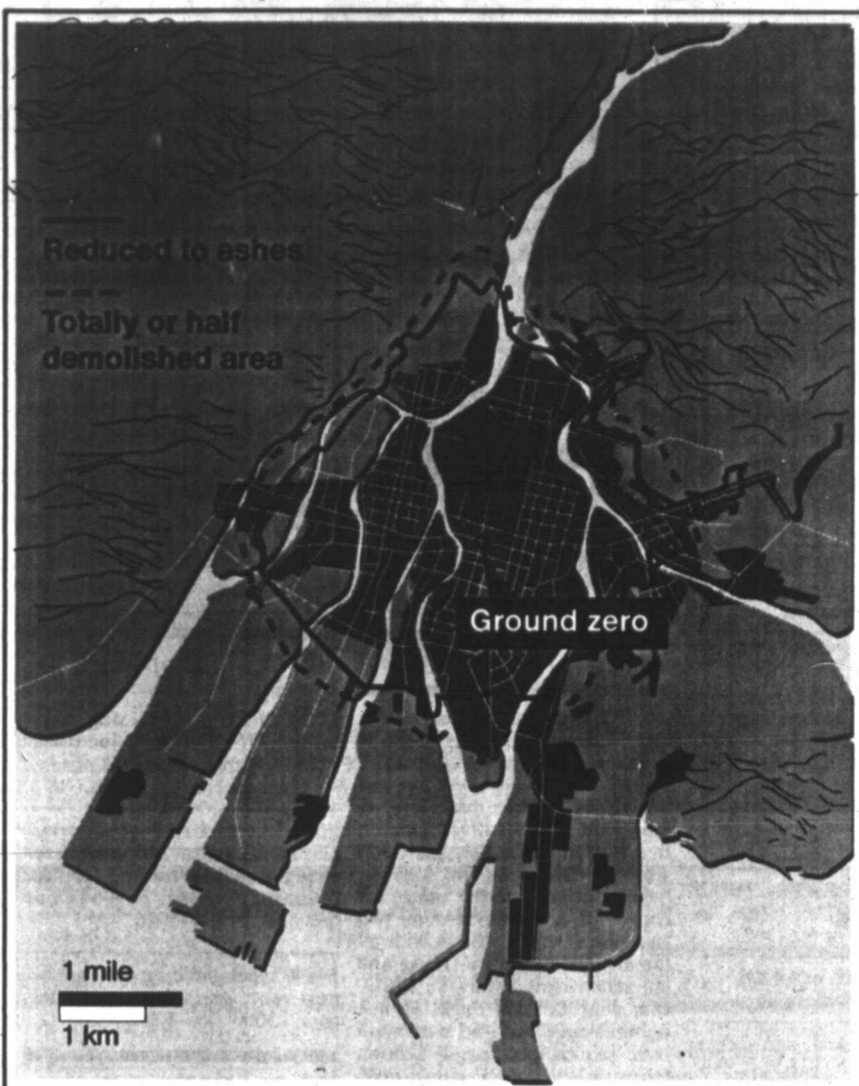 Reduced to ashes
Totally or half
demolished area
Ground zero
1 mile
1 km